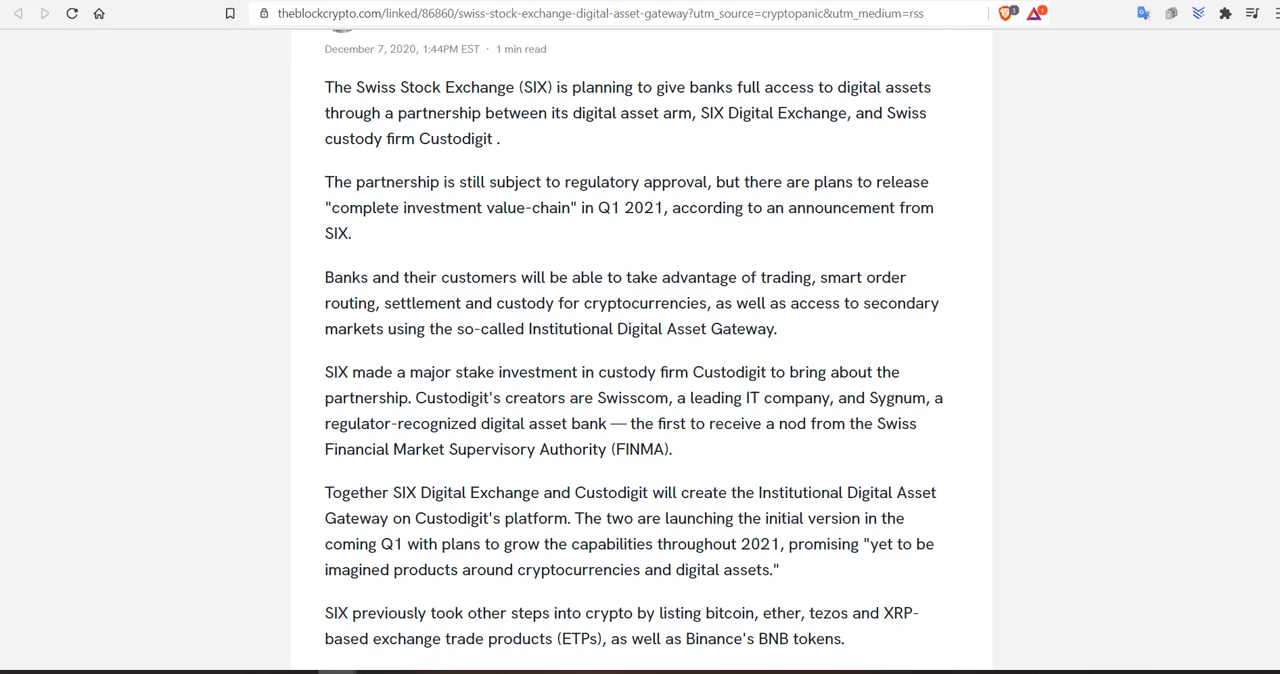 theblockcrypto.com/linked/86860/swiss-stock-exchange-digital-asset-gateway?utm_source=cryptopanic&utm_medium=rss
3
1
December 7, 2020, 1:44PM EST · 1 min read
The Swiss Stock Exchange (SIX) is planning to give banks full access to digital assets
through a partnership between its digital asset arm, SIX Digital Exchange, and Swiss
custody firm Custodigit .
The partnership is still subject to regulatory approval, but there are plans to release
"complete investment value-chain" in Q1 2021, according to an announcement from
SIX.
Banks and their customers will be able to take advantage of trading, smart order
routing, settlement and custody for cryptocurrencies, as well as access to secondary
markets using the so-called Institutional Digital Asset Gateway.
SIX made a major stake investment in custody firm Custodigit to bring about the
partnership. Custodigit's creators are Swisscom, a leading IT company, and Sygnum, a
regulator-recognized digital asset bank — the first to receive a nod from the Swiss
Financial Market Supervisory Authority (FINMA).
Together SIX Digital Exchange and Custodigit will create the Institutional Digital Asset
Gateway on Custodigit's platform. The two are launching the initial version in the
coming Q1 with plans to grow the capabilities throughout 2021, promising "yet to be
imagined products around cryptocurrencies and digital assets."
SIX previously took other steps into crypto by listing bitcoin, ether, tezos and XRP-
based exchange trade products (ETPs), as well as Binance's BNB tokens.